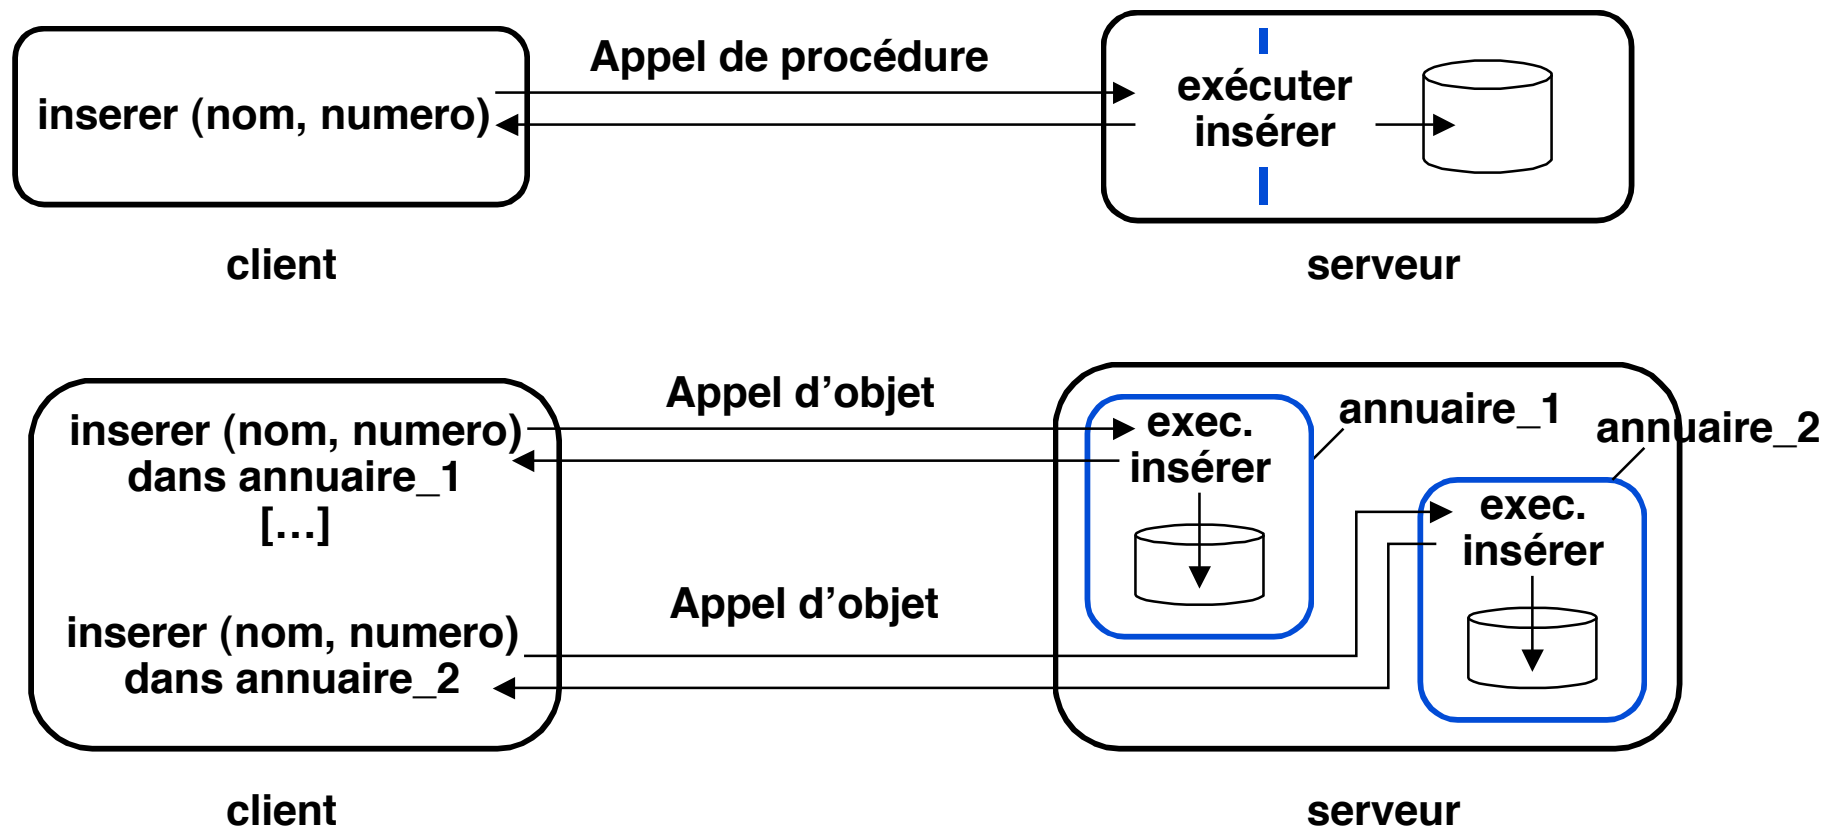 Appel de procédure
inserer (nom, numero)
exécuter
insérer
client
serveur
Appel d’objet
inserer (nom, numero)
dans annuaire_1
[…]
exec.
insérer
annuaire_1
annuaire_2
exec.
insérer
Appel d’objet
inserer (nom, numero)
dans annuaire_2
client
serveur